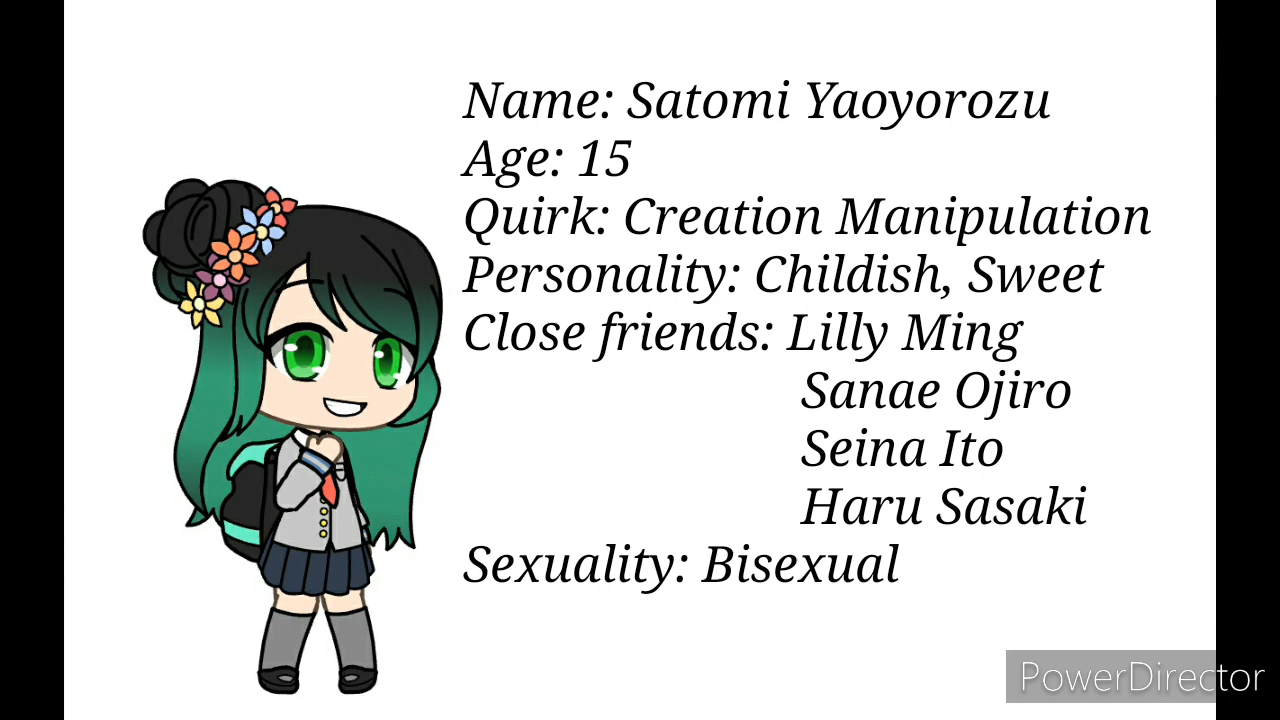 Name: Satomi Yaoyorozu
Age: 15
Quirk: Creation Manipulation
Personality: Childish, Sweet
Close friends: Lilly Ming
Sanae Ojiro
Seina Ito
Haru Sasaki
Sexuality: Bisexual
PowerDirector